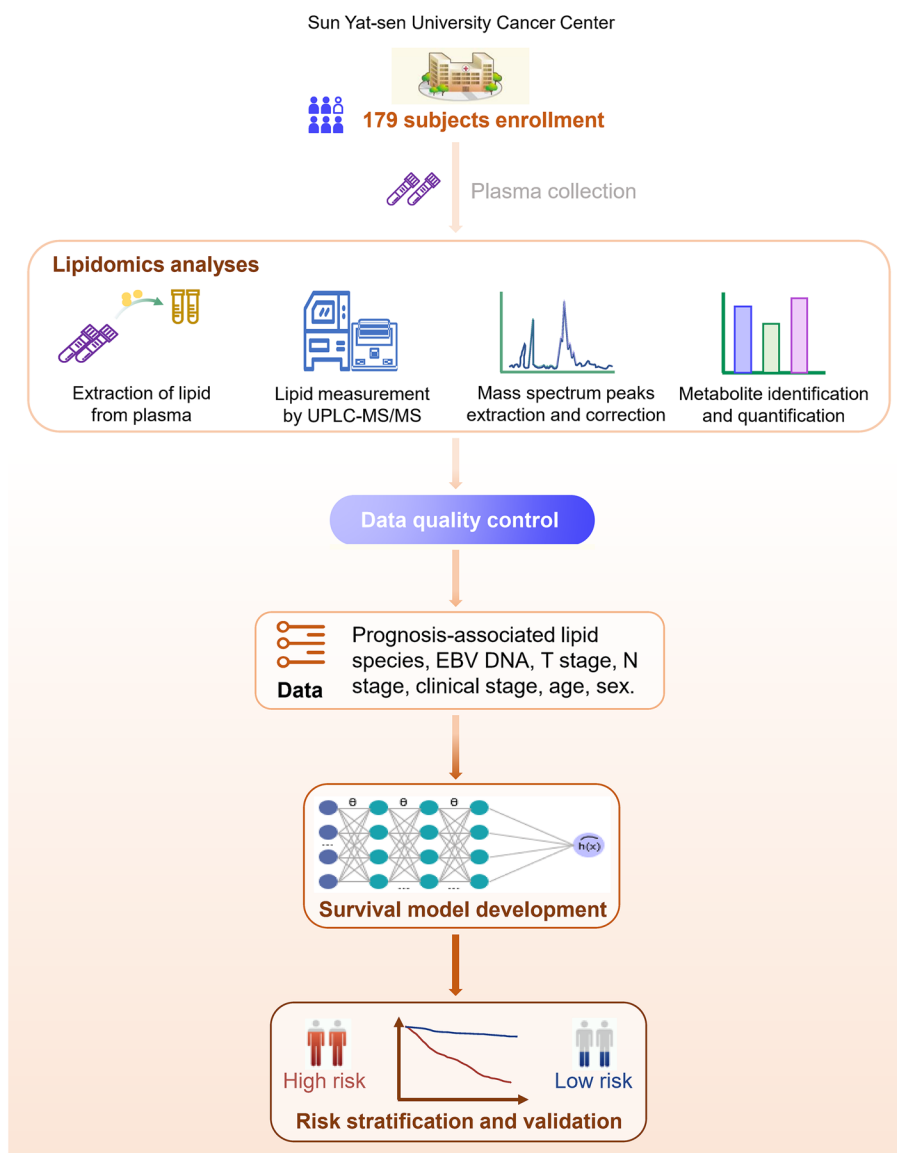 Sun Yat-sen University Cancer Center
179 subjects enrollment
Plasma collection
Lipidomics analyses
Extraction of lipid
from plasma
Lipid measurement
by UPLC-MS/MS
Mass spectrum peaks
extraction and correction
Metabolite identification
and quantification
Data quality control
Data
Prognosis-associated lipid
species, EBV DNA, T stage, N
stage, clinical stage, age, sex.
Θ Θ Θ
h(x)
Survival model development
High risk
Low risk
Risk stratification and validation